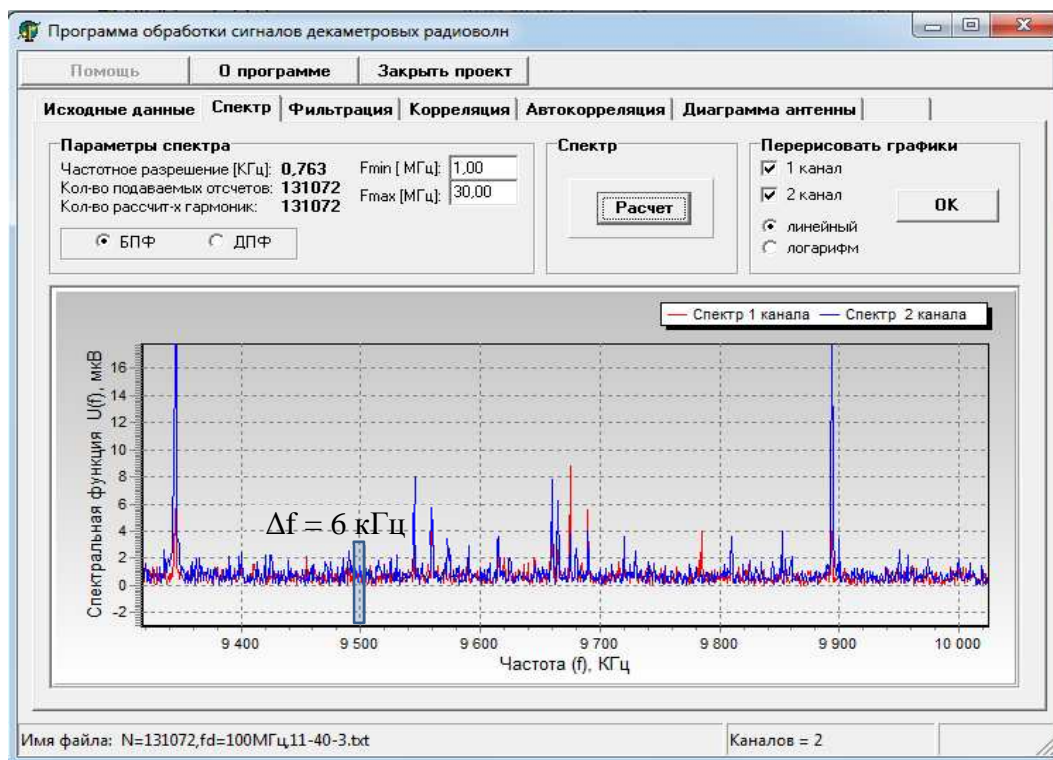 Программа обработки сигналов декаметровых радиоволн
Помощь О программе Закрыть проект
Исходные данные Спектр Фильтрация Корреляция Автокорреляция Диаграмма антенны
Параметры спектра
Частотное разрешение [КГц]: 0,763
Кол-во подаваемых отсчетов: 131072
Кол-во рассчит-х гармоник: 131072
Fmin [ МГц]: 1,00
Fmax [МГц]: 30,00
БПФ ДПФ
Спектр
Расчет
Перерисовать графики
1 канал
2 канал
линейный
логарифм
OK
Спектр 1 канала Спектр 2 канала
Спектральная функция U(f), мкВ
16
14
12
10
8
6
4
2
0
-2
Δf = 6 кГц
9 400 9 500 9 600 9 700 9 800 9 900 10 000
Частота (f), КГц
Имя файла: N=131072,fd=100МГц,11-40-3.txt Каналов = 2